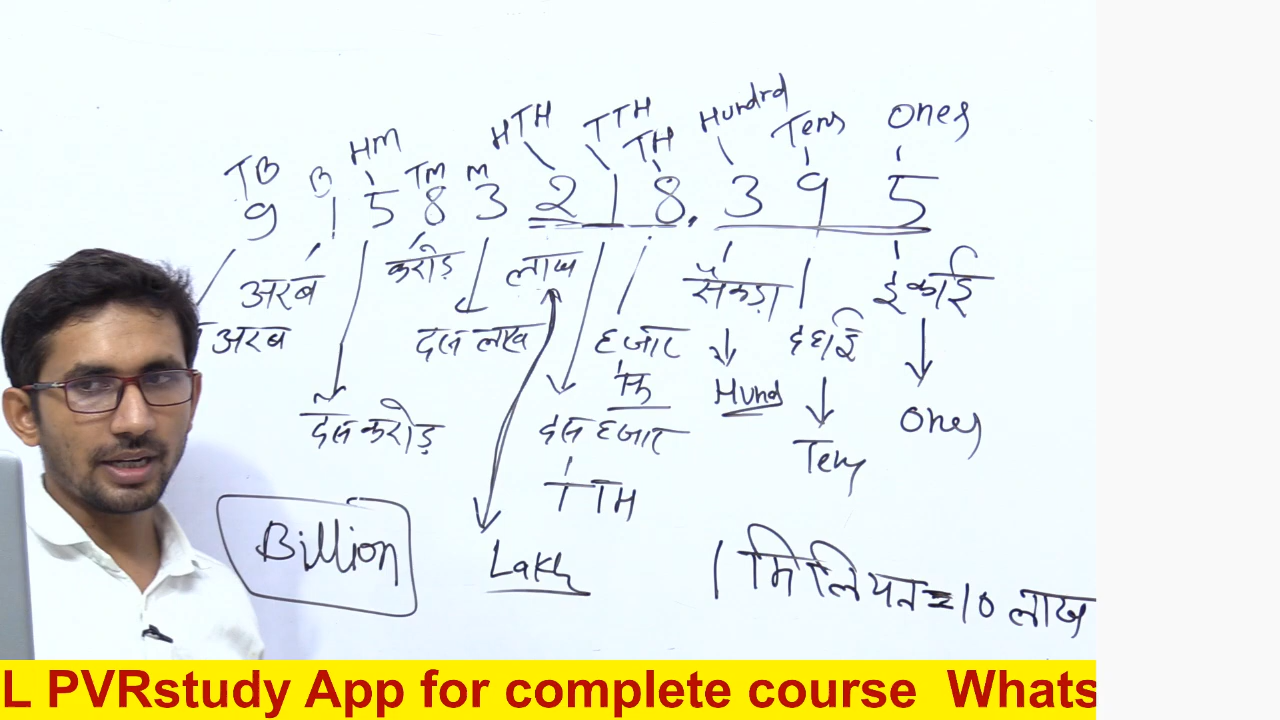 TB B HM TM M HTH TTH TH Hundrd Tens Ones
9 1 5 8 3 2 1 8, 3 9 5
अरब करोड़ लाख सैकड़ा ईकाई
अरब दस लाख हजार दहाई
TH Hund
दस करोड़ दस हजार Ones
Tens
TTH
Billion Lakh 1 मिलियन = 10 लाख
L PVRstudy App for complete course Whats